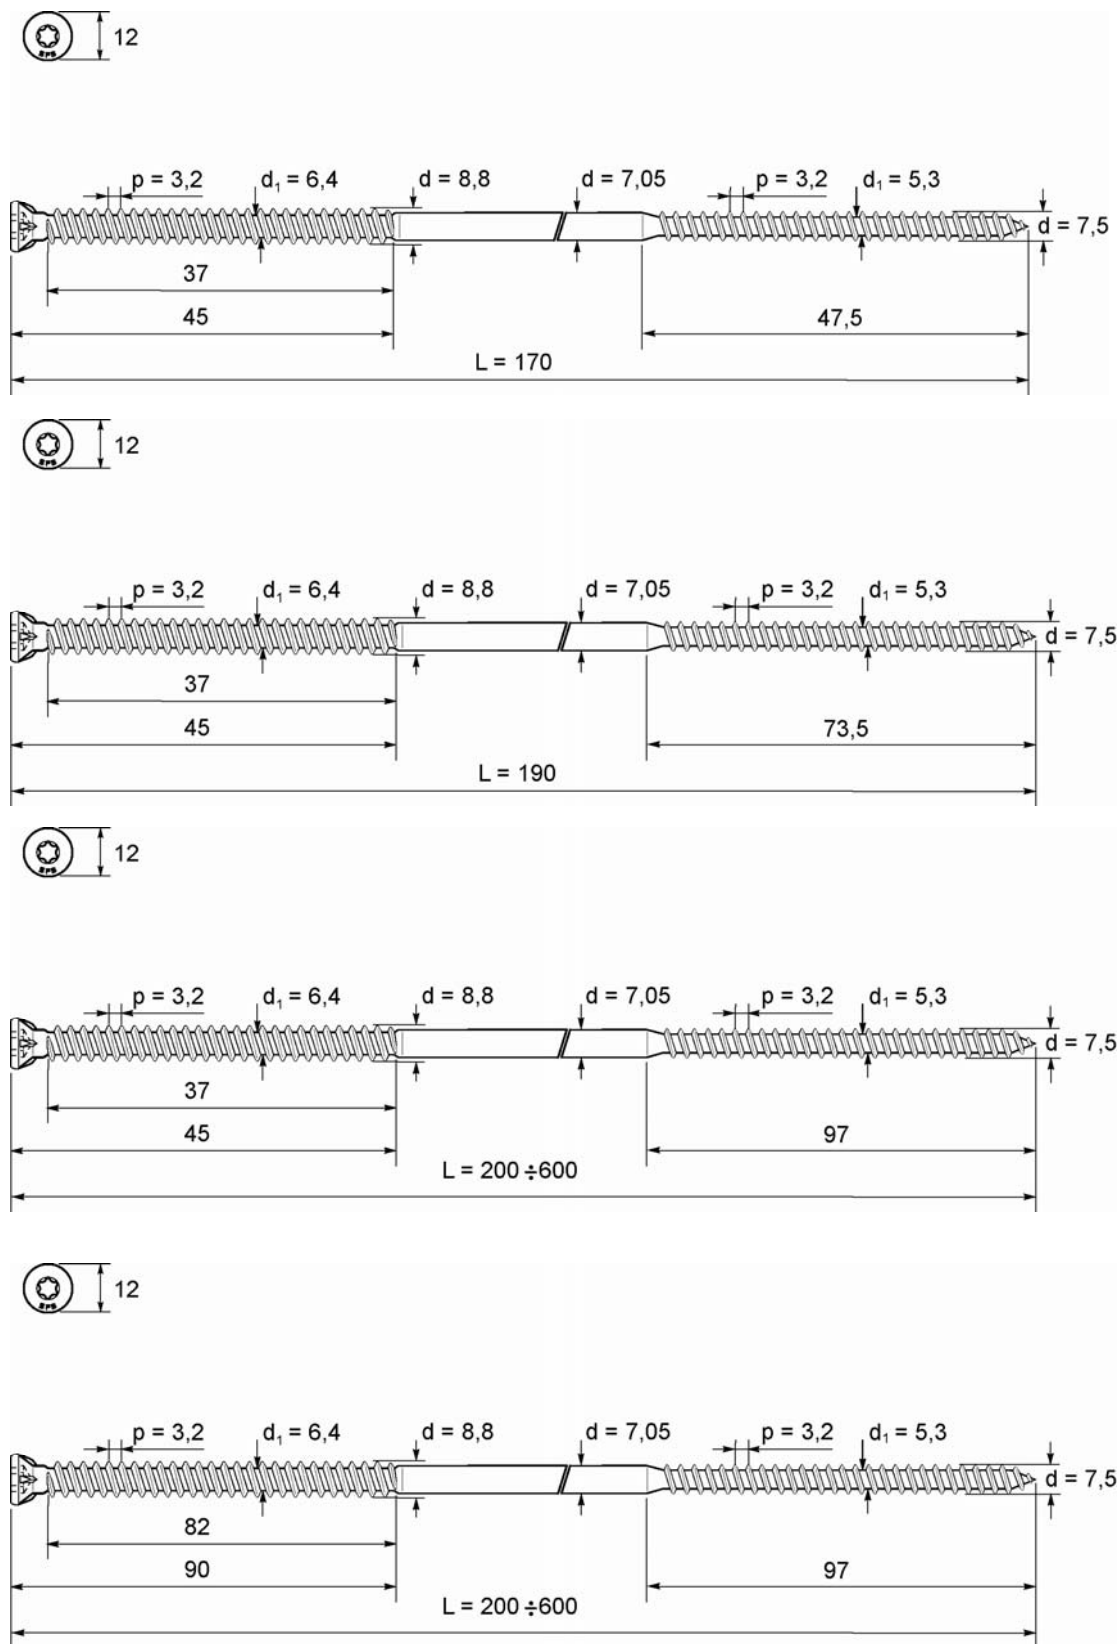 12
SFS
p = 3,2 d₁ = 6,4 d = 8,8 d = 7,05 p = 3,2 d₁ = 5,3
d = 7,5
37
45 47,5
L = 170
12
SFS
p = 3,2 d₁ = 6,4 d = 8,8 d = 7,05 p = 3,2 d₁ = 5,3
d = 7,5
37
45 73,5
L = 190
12
SFS
p = 3,2 d₁ = 6,4 d = 8,8 d = 7,05 p = 3,2 d₁ = 5,3
d = 7,5
37
45 97
L = 200 ÷600
12
SFS
p = 3,2 d₁ = 6,4 d = 8,8 d = 7,05 p = 3,2 d₁ = 5,3
d = 7,5
82
90 97
L = 200 ÷600